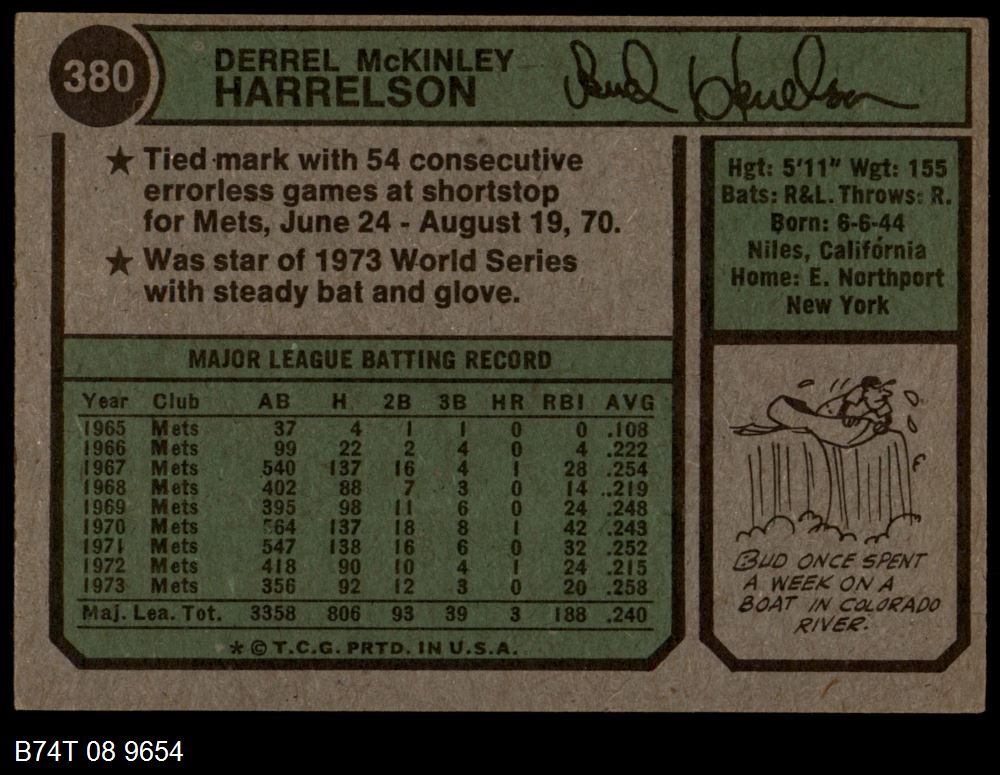 380
DERREL McKINLEY
HARRELSON
Bud Harrelson
★ Tied mark with 54 consecutive
errorless games at shortstop
for Mets, June 24 - August 19, 70.
★ Was star of 1973 World Series
with steady bat and glove.
MAJOR LEAGUE BATTING RECORD
Year Club AB H 2B 3B HR RBI AVG
1965 Mets 37 4 1 1 0 0 .108
1966 Mets 99 22 2 4 0 4 .222
1967 Mets 540 137 16 4 1 28 .254
1968 Mets 402 88 7 3 0 14 .219
1969 Mets 395 98 11 6 0 24 .248
1970 Mets 564 137 18 8 1 42 .243
1971 Mets 547 138 16 6 0 32 .252
1972 Mets 418 90 10 4 1 24 .215
1973 Mets 356 92 12 3 0 20 .258
Maj. Lea. Tot. 3358 806 93 39 3 188 .240
* © T.C.G. PRTD. IN U.S.A.
Hgt: 5'11" Wgt: 155
Bats: R&L. Throws: R.
Born: 6-6-44
Niles, California
Home: E. Northport
New York
BUD ONCE SPENT
A WEEK ON A
BOAT IN COLORADO
RIVER.
B74T 08 9654